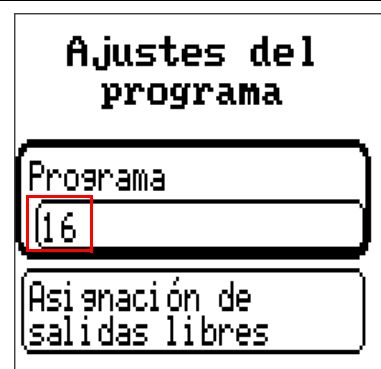 Ajustes del
programa
Programa
16
Asignación de
salidas libres